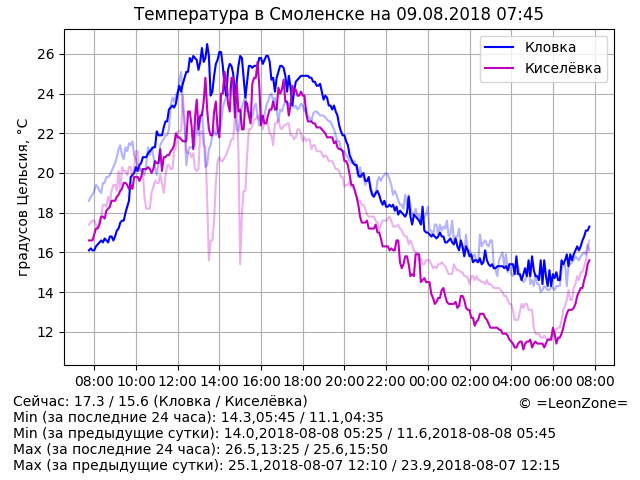 Температура в Смоленске на 09.08.2018 07:45
Кловка
Киселёвка
градусов Цельсия, °C
26
24
22
20
18
16
14
12
08:00 10:00 12:00 14:00 16:00 18:00 20:00 22:00 00:00 02:00 04:00 06:00 08:00
Сейчас: 17.3 / 15.6 (Кловка / Киселёвка)
© =LeonZone=
Min (за последние 24 часа): 14.3,05:45 / 11.1,04:35
Min (за предыдущие сутки): 14.0,2018-08-08 05:25 / 11.6,2018-08-08 05:45
Max (за последние 24 часа): 26.5,13:25 / 25.6,15:50
Max (за предыдущие сутки): 25.1,2018-08-07 12:10 / 23.9,2018-08-07 12:15